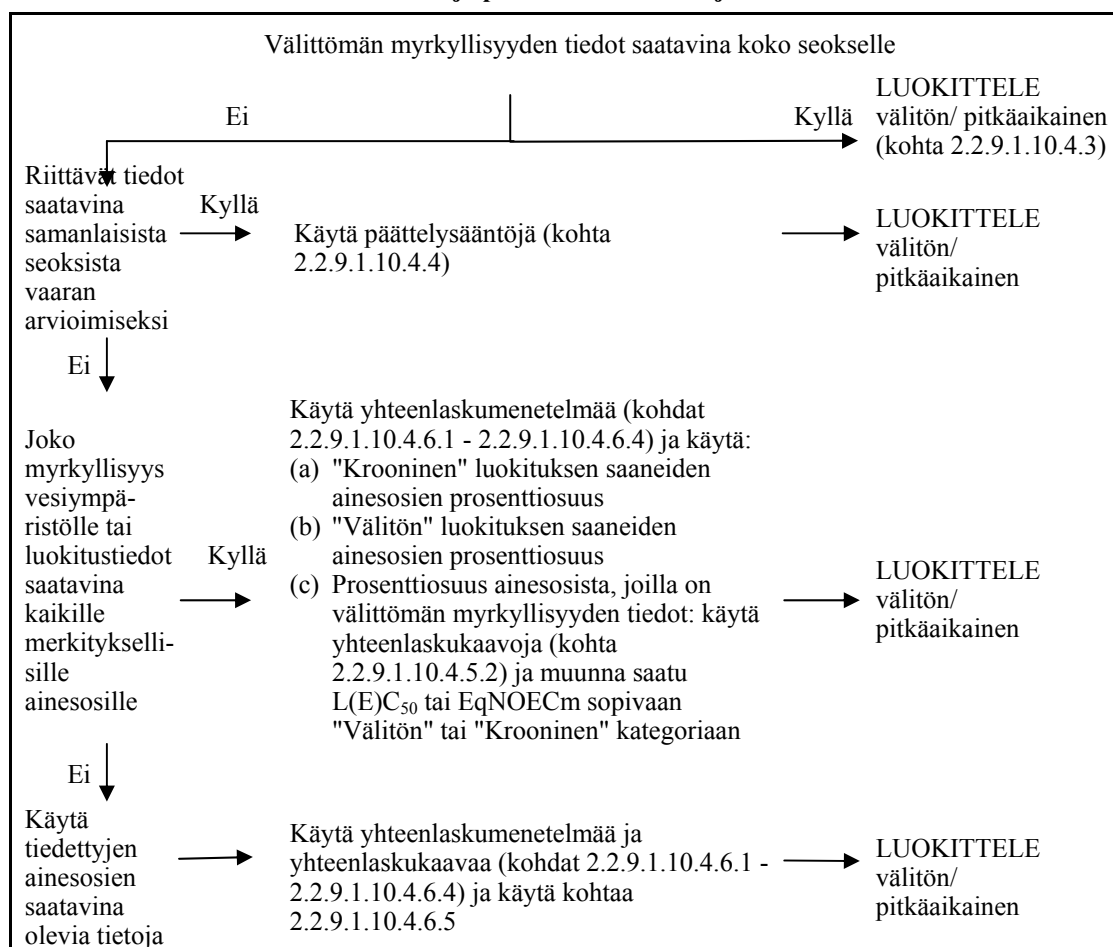 Välittömän myrkyllisyyden tiedot saatavina koko seokselle
Ei
Kyllä
LUOKITTELE
välitön/ pitkäaikainen
(kohta 2.2.9.1.10.4.3)
Riittävät tiedot
saatavina
samanlaisista
seoksista
vaaran
arvioimiseksi
Kyllä
Käytä päättelysääntöjä (kohta
2.2.9.1.10.4.4)
LUOKITTELE
välitön/
pitkäaikainen
Ei
Joko
myrkyllisyys
vesiympä-
ristölle tai
luokitustiedot
saatavina
kaikille
merkitykselli-
sille
ainesosille
Kyllä
Käytä yhteenlaskumenetelmää (kohdat
2.2.9.1.10.4.6.1 - 2.2.9.1.10.4.6.4) ja käytä:
(a) "Krooninen" luokituksen saaneiden
ainesosien prosenttiosuus
(b) "Välitön" luokituksen saaneiden
ainesosien prosenttiosuus
(c) Prosenttiosuus ainesosista, joilla on
välittömän myrkyllisyyden tiedot: käytä
yhteenlaskukaavoja (kohta
2.2.9.1.10.4.5.2) ja muunna saatu
L(E)C₅₀ tai EqNOECm sopivaan
"Välitön" tai "Krooninen" kategoriaan
LUOKITTELE
välitön/
pitkäaikainen
Ei
Käytä
tiedettyjen
ainesosien
saatavina
olevia tietoja
Käytä yhteenlaskumenetelmää ja
yhteenlaskukaavaa (kohdat 2.2.9.1.10.4.6.1 -
2.2.9.1.10.4.6.4) ja käytä kohtaa
2.2.9.1.10.4.6.5
LUOKITTELE
välitön/
pitkäaikainen